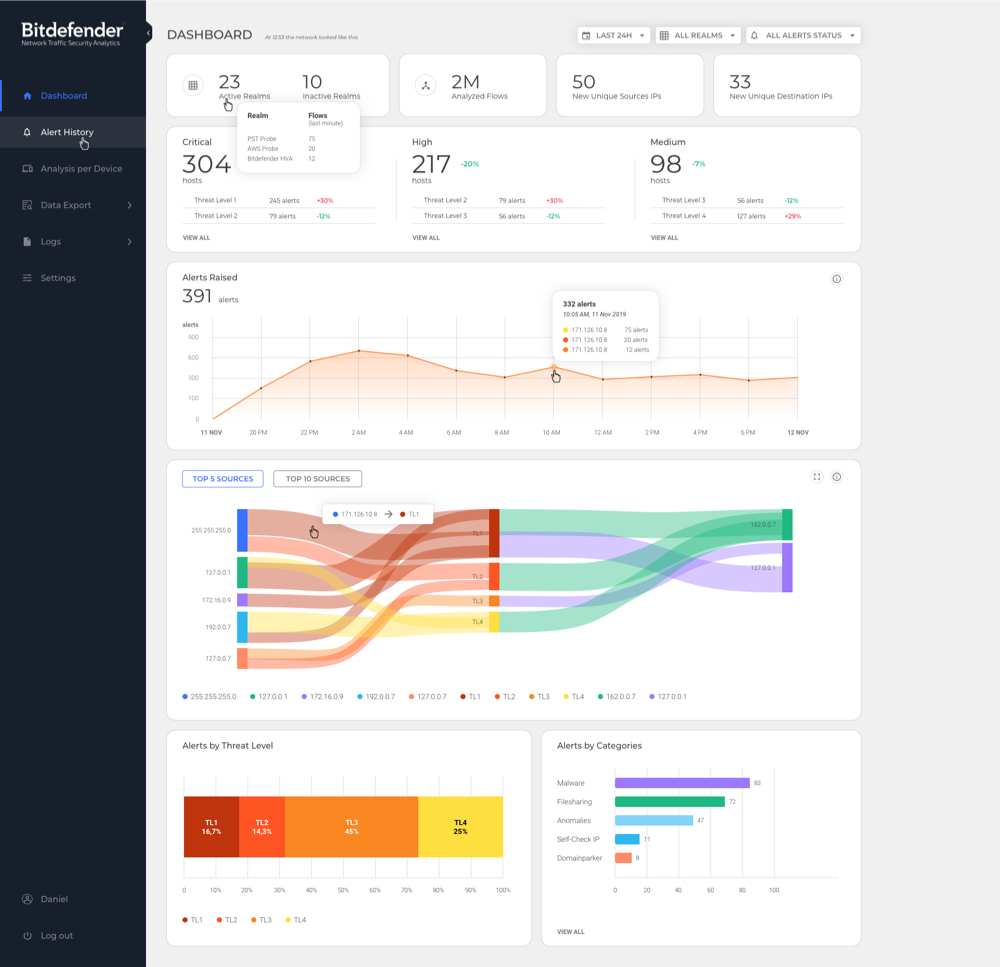 Bitdefender
Network Traffic Security Analytics
Dashboard
Alert History
Analysis per Device
Data Export
Logs
Settings
Daniel
Log out
DASHBOARD
At 12:53 the network looked like this
LAST 24H
ALL REALMS
ALL ALERTS STATUS
23
Active Realms
10
Inactive Realms
2M
Analyzed Flows
50
New Unique Sources IPs
33
New Unique Destination IPs
Realm Flows
(last minute)
PST Probe 75
AWS Probe 20
Bitdefender HVA 12
Critical
304
hosts
Threat Level 1 245 alerts +30%
Threat Level 2 79 alerts -12%
VIEW ALL
High
217 -20%
hosts
Threat Level 2 79 alerts +30%
Threat Level 3 56 alerts -12%
VIEW ALL
Medium
98 -7%
hosts
Threat Level 3 56 alerts -12%
Threat Level 4 127 alerts +29%
VIEW ALL
Alerts Raised
391 alerts
332 alerts
10:05 AM, 11 Nov 2019
171.126.10.8 75 alerts
171.126.10.8 20 alerts
171.126.10.8 12 alerts
alerts
900
600
300
100
0
11 NOV 20 PM 22 PM 2 AM 4 AM 6 AM 8 AM 10 AM 12 AM 2 PM 4 PM 6 PM 12 NOV
TOP 5 SOURCES TOP 10 SOURCES
171.126.10.8 → TL1
255.255.255.0
127.0.0.1
172.16.0.9
192.0.0.7
127.0.0.7
TL1
TL2
TL3
TL4
162.0.0.7
127.0.0.1
255.255.255.0 127.0.0.1 172.16.0.9 192.0.0.7 127.0.0.7 TL1 TL2 TL3 TL4 162.0.0.7 127.0.0.1
Alerts by Threat Level
TL1 TL2 TL3 TL4
16,7% 14,3% 45% 25%
0 10% 20% 30% 40% 50% 60% 70% 80% 90% 100%
TL1 TL2 TL3 TL4
Alerts by Categories
Malware 83
Filesharing 72
Anomalies 47
Self-Check IP 11
Domainparker 8
0 20 40 60 80 100
VIEW ALL